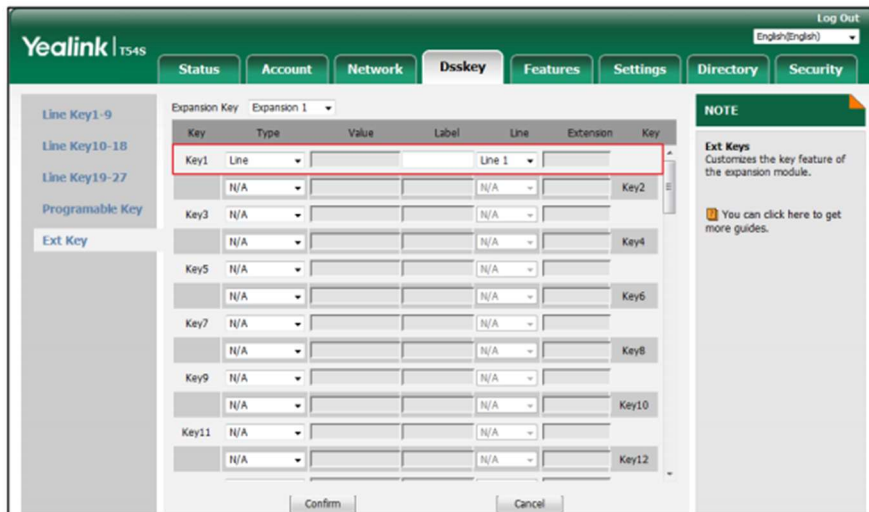 Log Out
Yealink | T54S
English(English)
Status Account Network Dsskey Features Settings Directory Security
Line Key1-9
Line Key10-18
Line Key19-27
Programable Key
Ext Key
Expansion Key Expansion 1
Key Type Value Label Line Extension Key
Key1 Line Line 1
N/A N/A Key2
Key3 N/A N/A
N/A N/A Key4
Key5 N/A N/A
N/A N/A Key6
Key7 N/A N/A
N/A N/A Key8
Key9 N/A N/A
N/A N/A Key10
Key11 N/A N/A
N/A N/A Key12
Confirm Cancel
NOTE
Ext Keys
Customizes the key feature of
the expansion module.
You can click here to get
more guides.